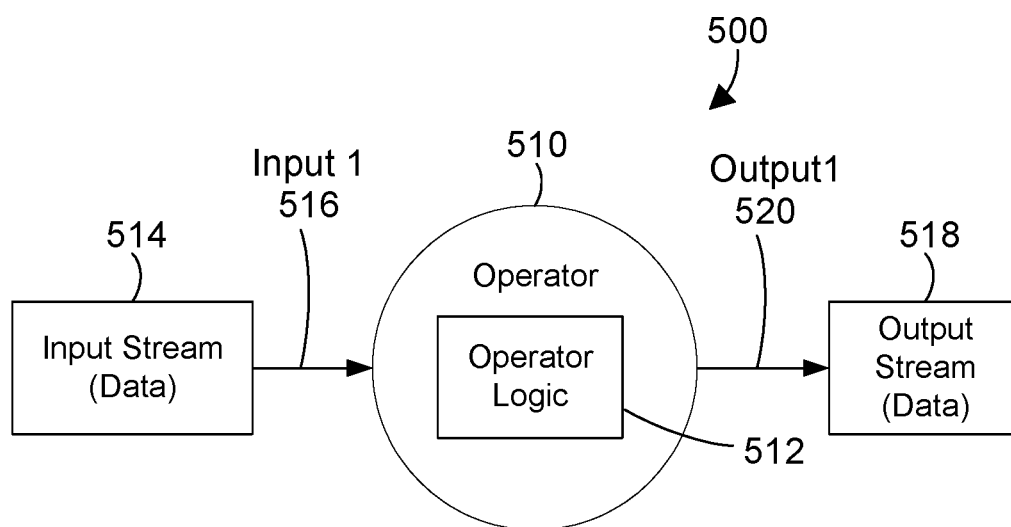 500
510
Input 1
516
Output1
520
514
518
Operator
Input Stream
(Data)
Operator
Logic
Output
Stream
(Data)
512